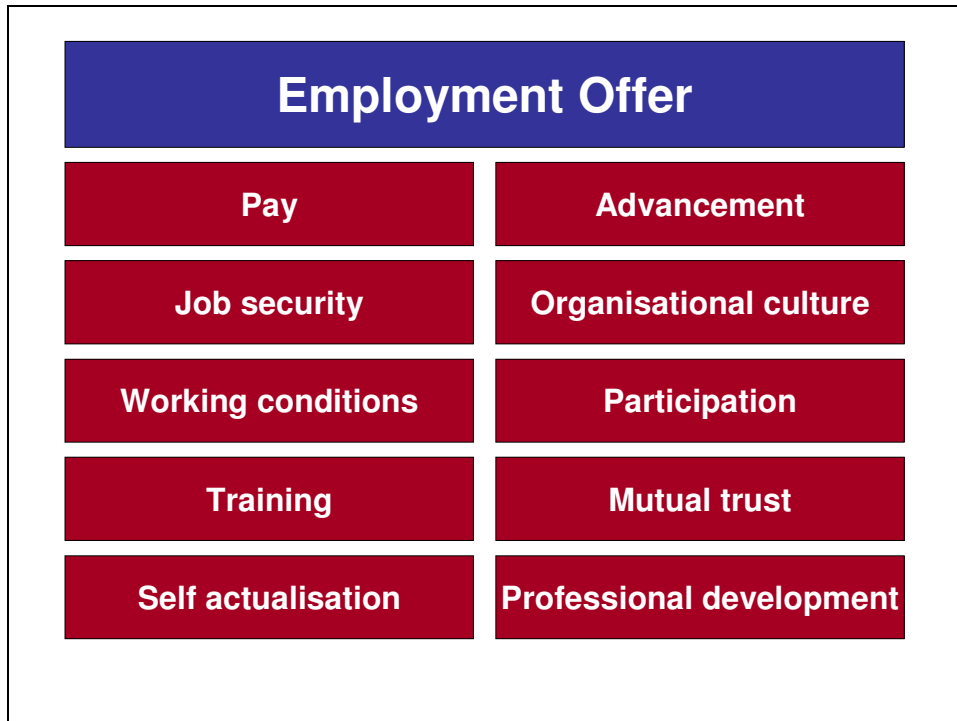 Employment Offer
Pay
Advancement
Job security
Organisational culture
Working conditions
Participation
Training
Mutual trust
Self actualisation
Professional development